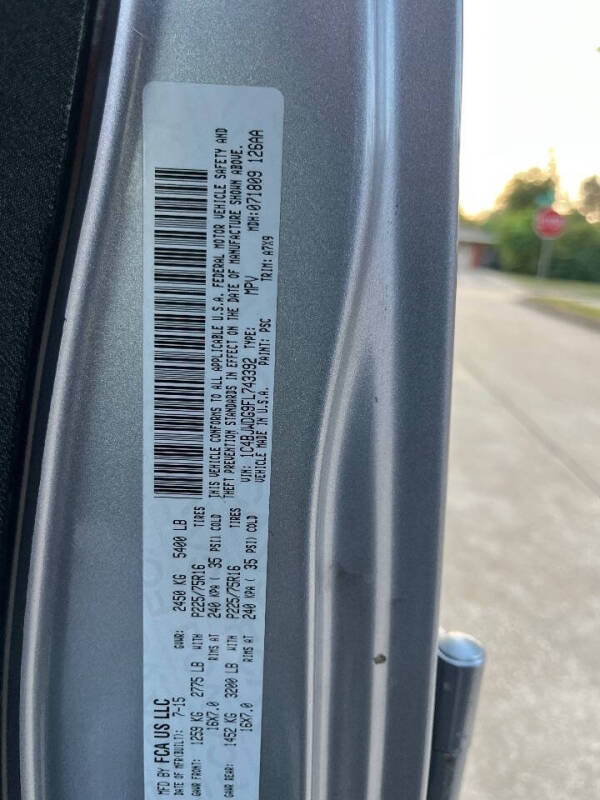 MFD BY FCA US LLC
DATE OF MFR(BUILT): 7-15 GVWR: 2450 KG 5400 LB
GAWR FRONT: 1259 KG 2775 LB WITH P225/75R16 TIRES
16X7.0 RIMS AT 240 KPA ( 35 PSI) COLD
GAWR REAR: 1452 KG 3200 LB WITH P225/75R16 TIRES
16X7.0 RIMS AT 240 KPA ( 35 PSI) COLD
THIS VEHICLE CONFORMS TO ALL APPLICABLE U.S.A. FEDERAL MOTOR VEHICLE SAFETY AND
THEFT PREVENTION STANDARDS IN EFFECT ON THE DATE OF MANUFACTURE SHOWN ABOVE.
VIN: 1C4BJWDG9FL743392 TYPE: MPV MDH:071809 126AA
VEHICLE MADE IN U.S.A. PAINT: PSC TRIM: A7X9